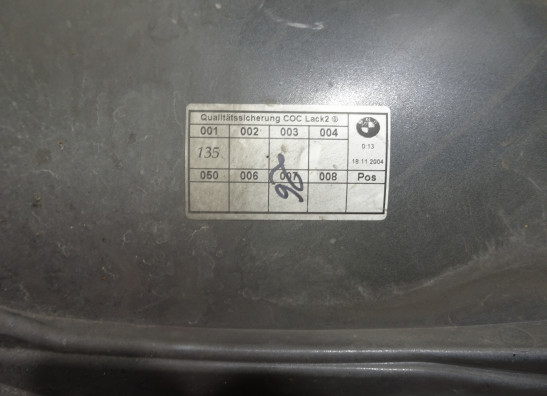 Qualitätssicherung COC Lack2 ®
001 002 003 004
135
0:13
18.11.2004
050 006 007 008 Pos